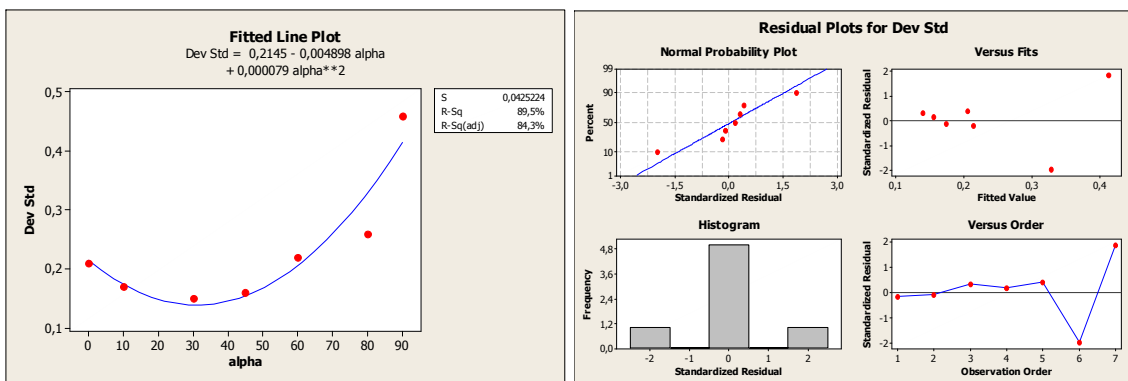 Fitted Line Plot
Dev Std = 0,2145 - 0,004898 alpha
+ 0,000079 alpha**2
S 0,0425224
R-Sq 89,5%
R-Sq(adj) 84,3%
0,5
0,4
0,3
0,2
0,1
Dev Std
0 10 20 30 40 50 60 70 80 90
alpha
Residual Plots for Dev Std
Normal Probability Plot
99
90
50
10
1
Percent
-3,0 -1,5 0,0 1,5 3,0
Standardized Residual
Versus Fits
2
1
0
-1
-2
Standardized Residual
0,1 0,2 0,3 0,4
Fitted Value
Histogram
4,8
3,6
2,4
1,2
0,0
Frequency
-2 -1 0 1 2
Standardized Residual
Versus Order
2
1
0
-1
-2
Standardized Residual
1 2 3 4 5 6 7
Observation Order